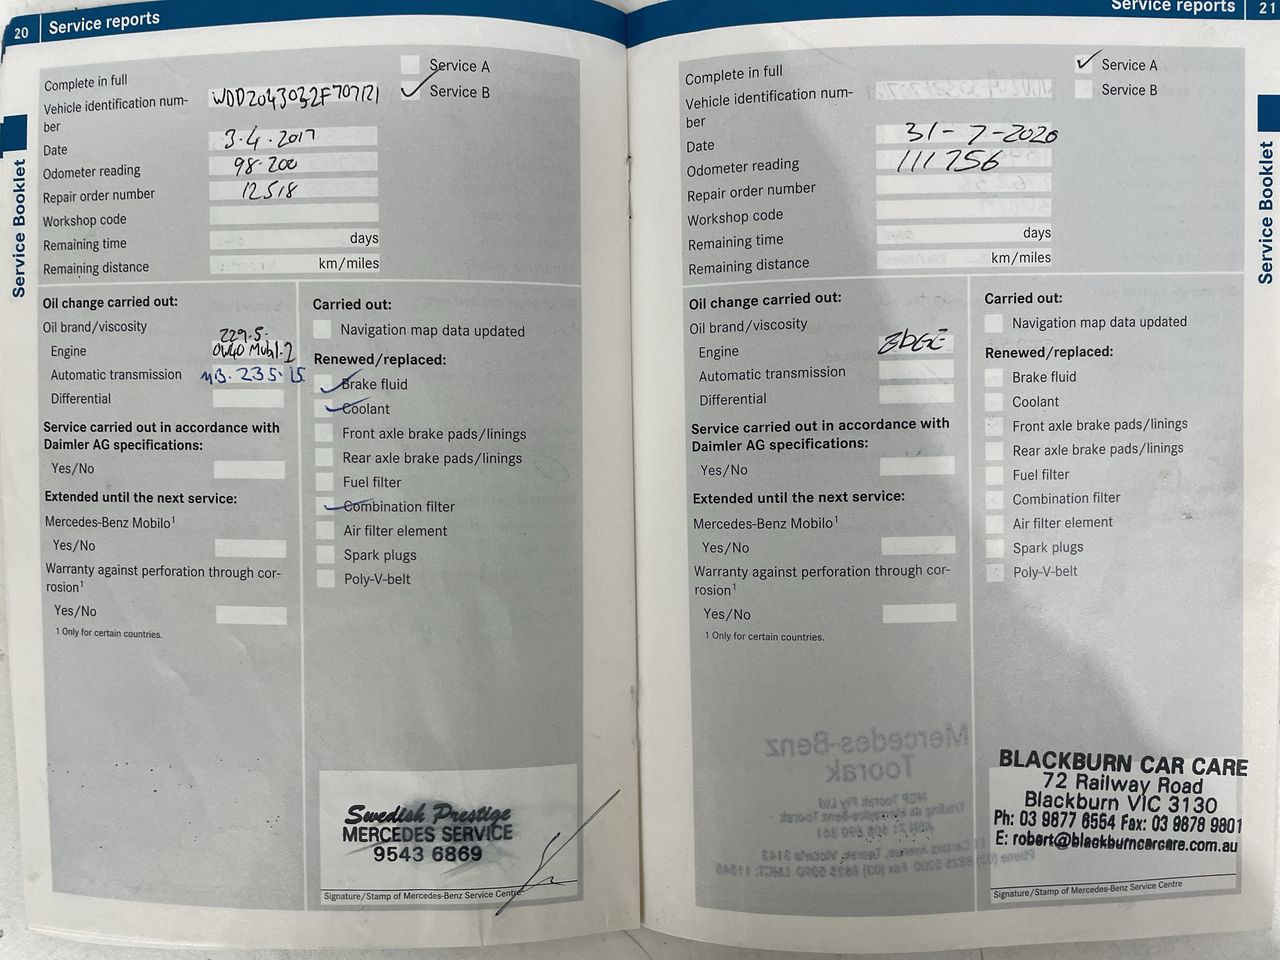 20 Service reports
Service Booklet
Complete in full
Service A
Service B
Vehicle identification num-
ber
WDD2043032F707121
Date 3.4.2017
Odometer reading 98.200
Repair order number 12518
Workshop code
Remaining time days
Remaining distance km/miles
Oil change carried out:
Oil brand/viscosity 229.5.
Engine 0W40 Mobil.
Automatic transmission MB.235.15
Differential
Service carried out in accordance with
Daimler AG specifications:
Yes/No
Extended until the next service:
Mercedes-Benz Mobilo1
Yes/No
Warranty against perforation through cor-
rosion1
Yes/No
1 Only for certain countries.
Carried out:
Navigation map data updated
Renewed/replaced:
Brake fluid
Coolant
Front axle brake pads/linings
Rear axle brake pads/linings
Fuel filter
Combination filter
Air filter element
Spark plugs
Poly-V-belt
Swedish Prestige
MERCEDES SERVICE
9543 6869
Signature/Stamp of Mercedes-Benz Service Centre
Service reports 21
Service Booklet
Complete in full
Service A
Service B
Vehicle identification num-
ber
Date 31-7-2020
Odometer reading 111756
Repair order number
Workshop code
Remaining time days
Remaining distance km/miles
Oil change carried out:
Oil brand/viscosity
Engine
Automatic transmission
Differential
Service carried out in accordance with
Daimler AG specifications:
Yes/No
Extended until the next service:
Mercedes-Benz Mobilo1
Yes/No
Warranty against perforation through cor-
rosion1
Yes/No
1 Only for certain countries.
Carried out:
Navigation map data updated
Renewed/replaced:
Brake fluid
Coolant
Front axle brake pads/linings
Rear axle brake pads/linings
Fuel filter
Combination filter
Air filter element
Spark plugs
Poly-V-belt
Mercedes-Benz
Toorak
BLACKBURN CAR CARE
72 Railway Road
Blackburn VIC 3130
Ph: 03 9877 6554 Fax: 03 9878 9801
E: robert@blackburncarcare.com.au
Signature/Stamp of Mercedes-Benz Service Centre